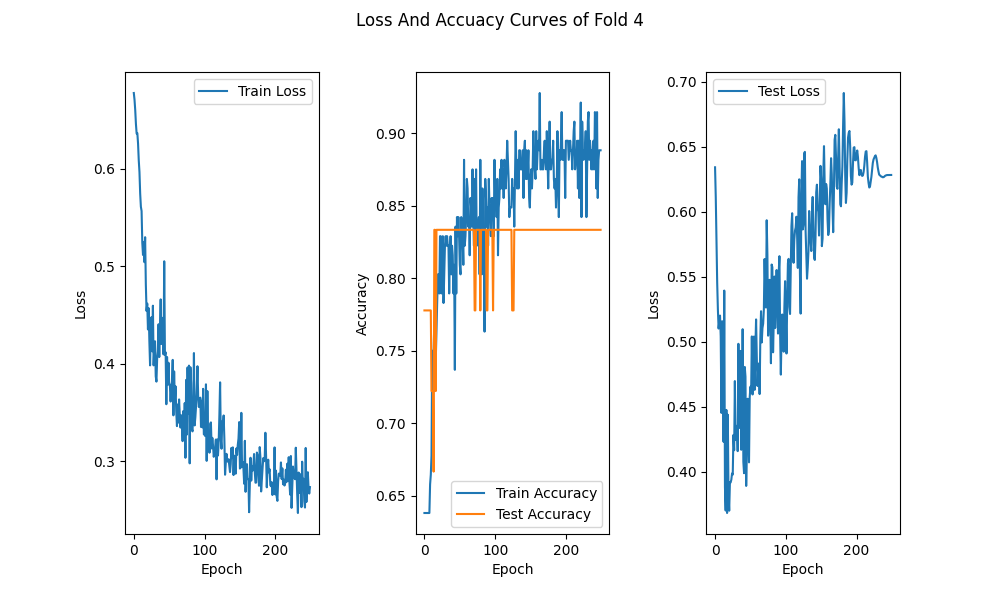 Loss And Accuacy Curves of Fold 4
Train Loss
0.6
0.5
0.4
0.3
Loss
0
100
200
Epoch
0.90
0.85
0.80
0.75
0.70
0.65
Accuracy
Train Accuracy
Test Accuracy
0
100
200
Epoch
Test Loss
0.70
0.65
0.60
0.55
0.50
0.45
0.40
Loss
0
100
200
Epoch